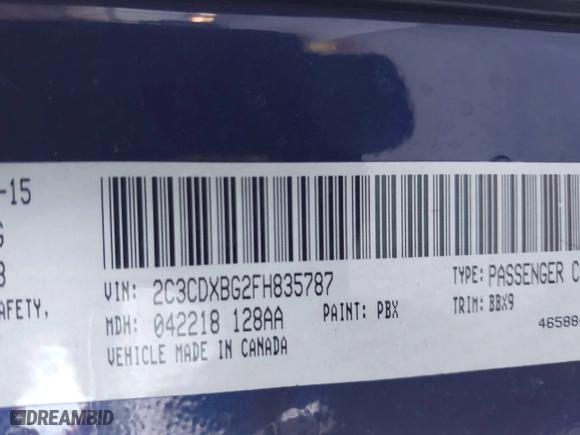 -15
G
8
AFETY,
VIN: 2C3CDXBG2FH835787
TYPE: PASSENGER C
MDH: 042218 128AA
PAINT: PBX
TRIM: BBX9
VEHICLE MADE IN CANADA
46588
DREAMBID